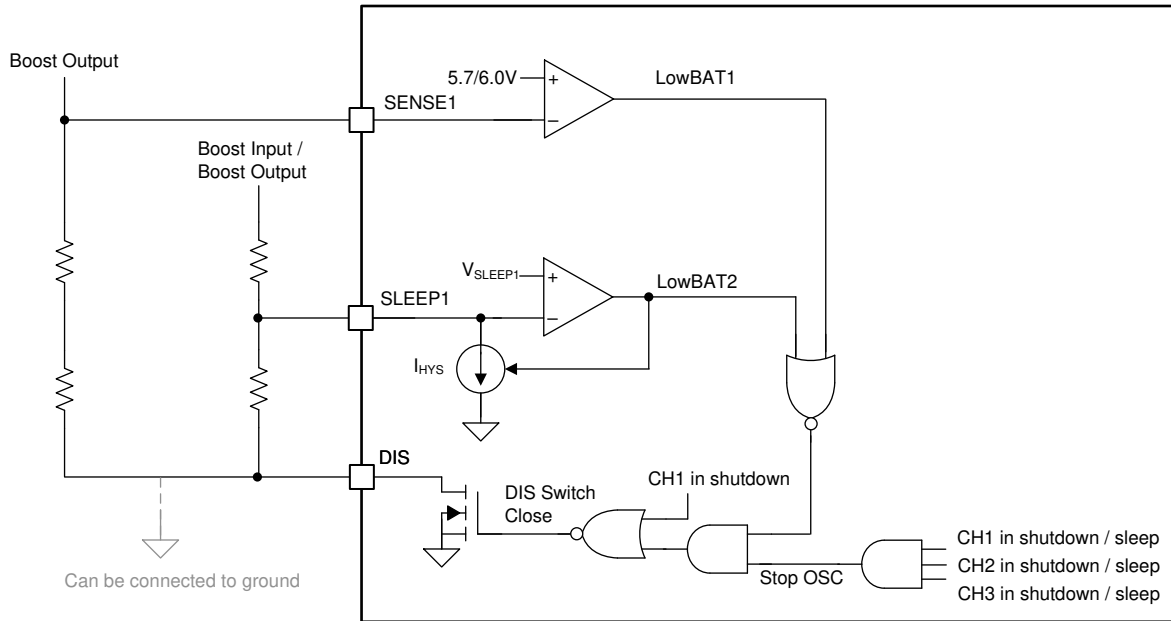 Boost Output
5.7/6.0V
LowBAT1
SENSE1
Boost Input /
Boost Output
+
−
V_SLEEP1
LowBAT2
SLEEP1
+
−
I_HYS
DIS
CH1 in shutdown
DIS Switch
Close
CH1 in shutdown / sleep
CH2 in shutdown / sleep
CH3 in shutdown / sleep
Stop OSC
Can be connected to ground